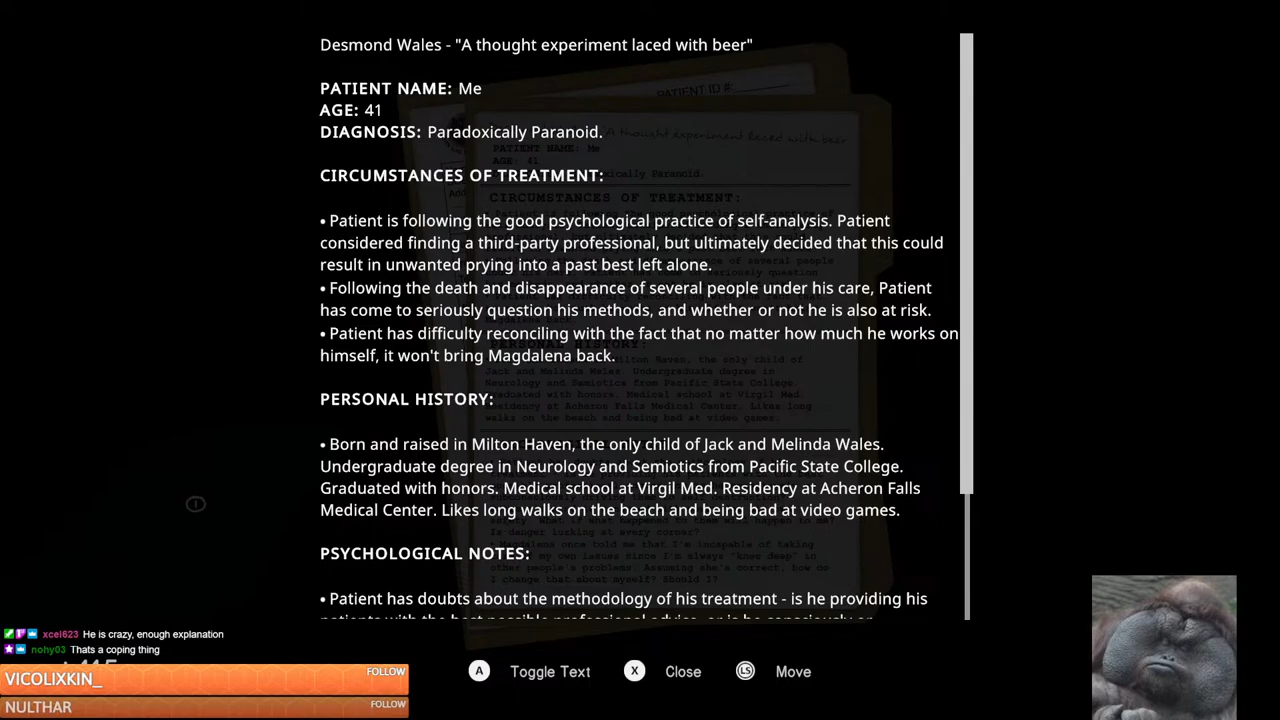 Desmond Wales - "A thought experiment laced with beer"
PATIENT NAME: Me
AGE: 41
DIAGNOSIS: Paradoxically Paranoid.
CIRCUMSTANCES OF TREATMENT:
• Patient is following the good psychological practice of self-analysis. Patient
considered finding a third-party professional, but ultimately decided that this could
result in unwanted prying into a past best left alone.
• Following the death and disappearance of several people under his care, Patient
has come to seriously question his methods, and whether or not he is also at risk.
• Patient has difficulty reconciling with the fact that no matter how much he works on
himself, it won't bring Magdalena back.
PERSONAL HISTORY:
• Born and raised in Milton Haven, the only child of Jack and Melinda Wales.
Undergraduate degree in Neurology and Semiotics from Pacific State College.
Graduated with honors. Medical school at Virgil Med. Residency at Acheron Falls
Medical Center. Likes long walks on the beach and being bad at video games.
PSYCHOLOGICAL NOTES:
• Patient has doubts about the methodology of his treatment - is he providing his
xcel623 He is crazy, enough explanation
nohy03 Thats a coping thing
VICOLIXKIN_ FOLLOW
NULTHAR FOLLOW
A Toggle Text X Close LS Move